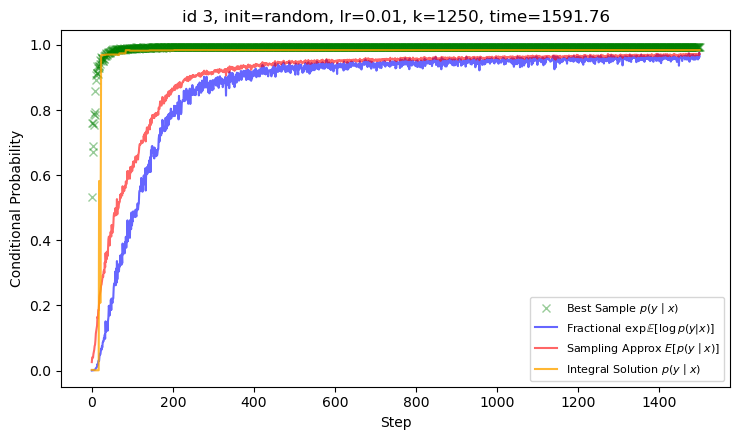 id 3, init=random, lr=0.01, k=1250, time=1591.76
1.0
0.8
0.6
0.4
0.2
0.0
Conditional Probability
Best Sample p(y | x)
Fractional exp𝔼[log p(y|x)]
Sampling Approx E[p(y | x)]
Integral Solution p(y | x)
0 200 400 600 800 1000 1200 1400
Step